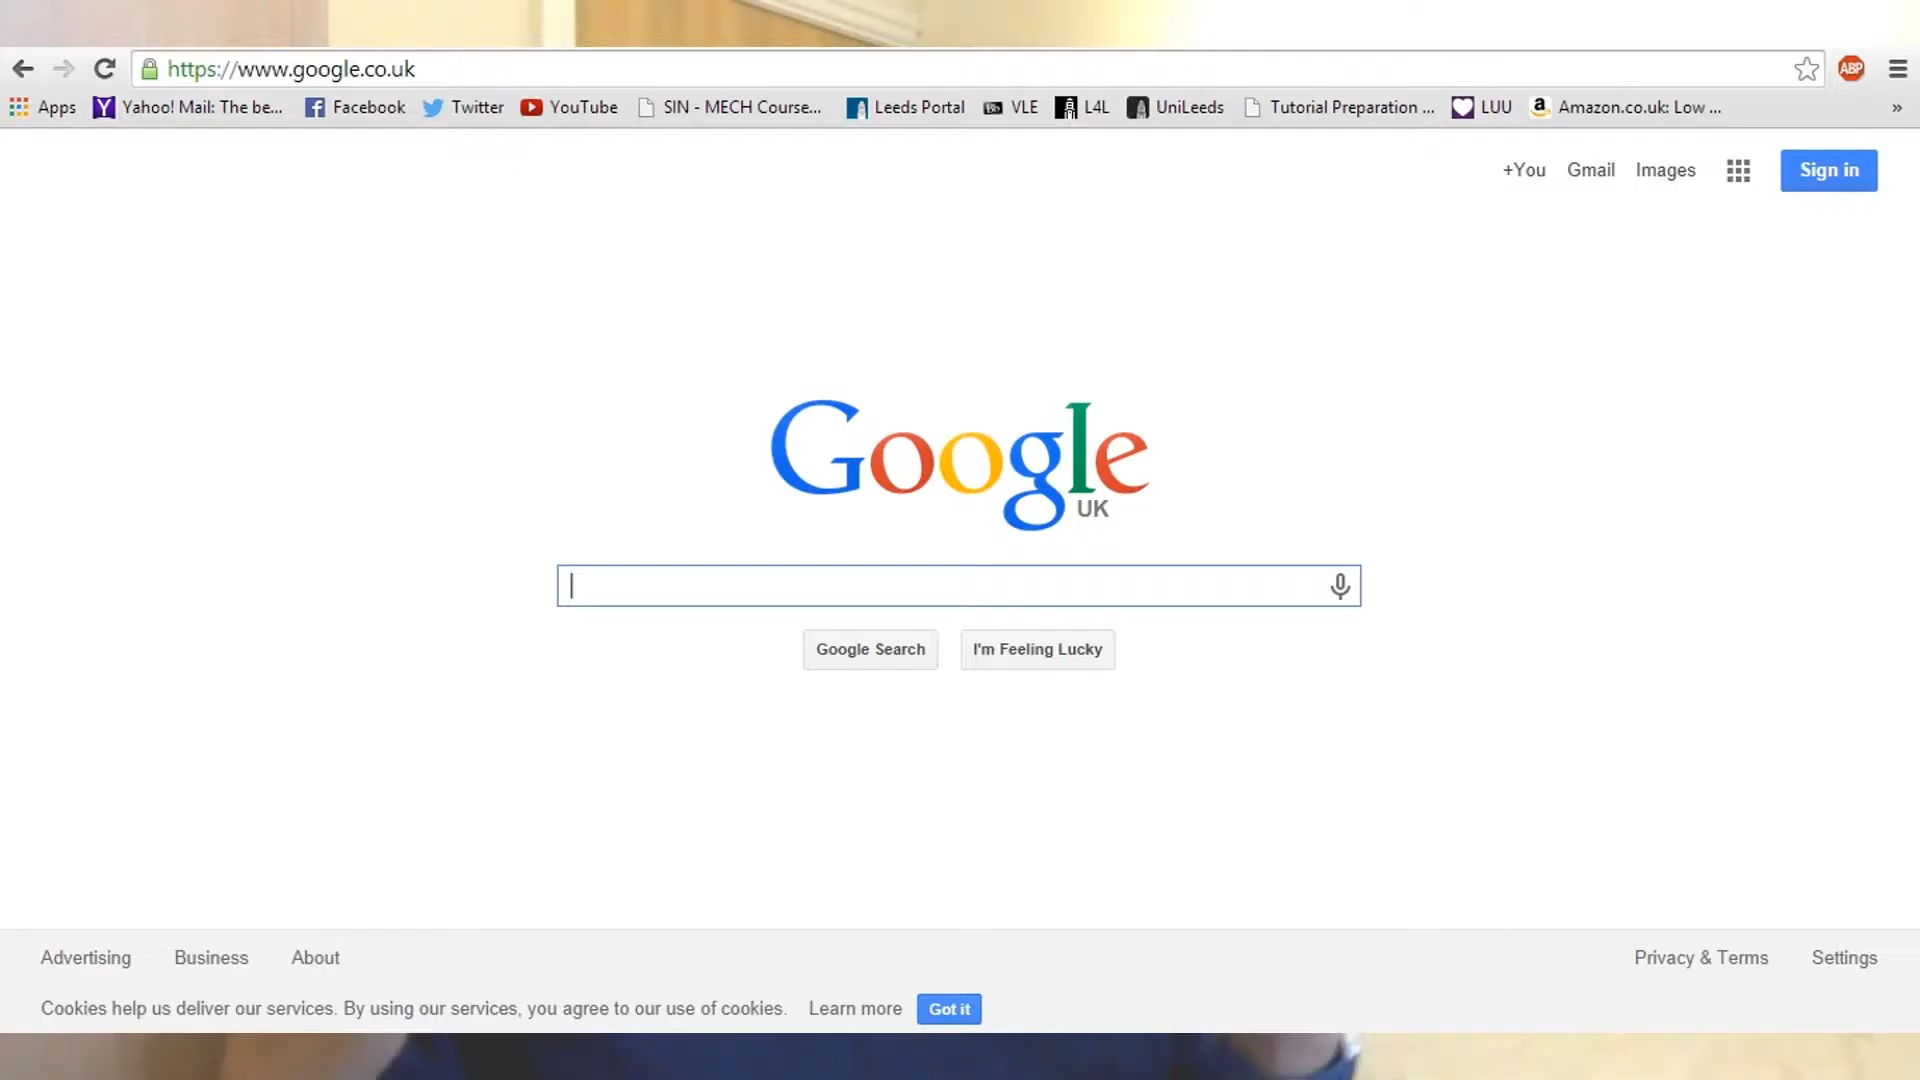 https://www.google.co.uk
ABP
Apps Yahoo! Mail: The be... Facebook Twitter YouTube SIN - MECH Course... Leeds Portal Bb VLE L4L UniLeeds Tutorial Preparation ... LUU Amazon.co.uk: Low ... »
+You Gmail Images Sign in
Google
UK
Google Search I'm Feeling Lucky
Advertising Business About Privacy & Terms Settings
Cookies help us deliver our services. By using our services, you agree to our use of cookies. Learn more Got it